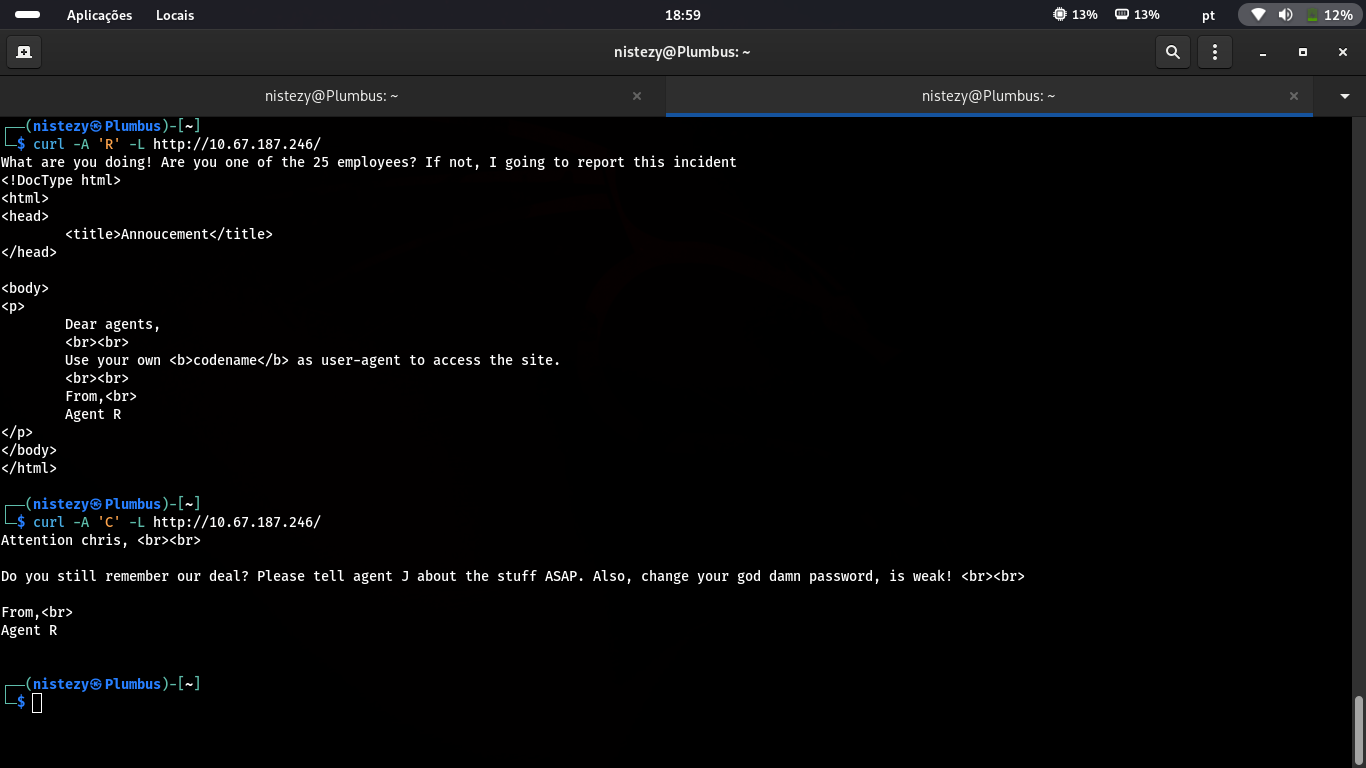 Aplicações Locais 18:59 13% 13% pt 12%
nistezy@Plumbus: ~
nistezy@Plumbus: ~ nistezy@Plumbus: ~
┌──(nistezy㉿Plumbus)-[~]
└─$ curl -A 'R' -L http://10.67.187.246/
What are you doing! Are you one of the 25 employees? If not, I going to report this incident
<!DocType html>
<html>
<head>
        <title>Annoucement</title>
</head>

<body>
<p>
        Dear agents,
        <br><br>
        Use your own <b>codename</b> as user-agent to access the site.
        <br><br>
        From,<br>
        Agent R
</p>
</body>
</html>

┌──(nistezy㉿Plumbus)-[~]
└─$ curl -A 'C' -L http://10.67.187.246/
Attention chris, <br><br>

Do you still remember our deal? Please tell agent J about the stuff ASAP. Also, change your god damn password, is weak! <br><br>

From,<br>
Agent R

┌──(nistezy㉿Plumbus)-[~]
└─$